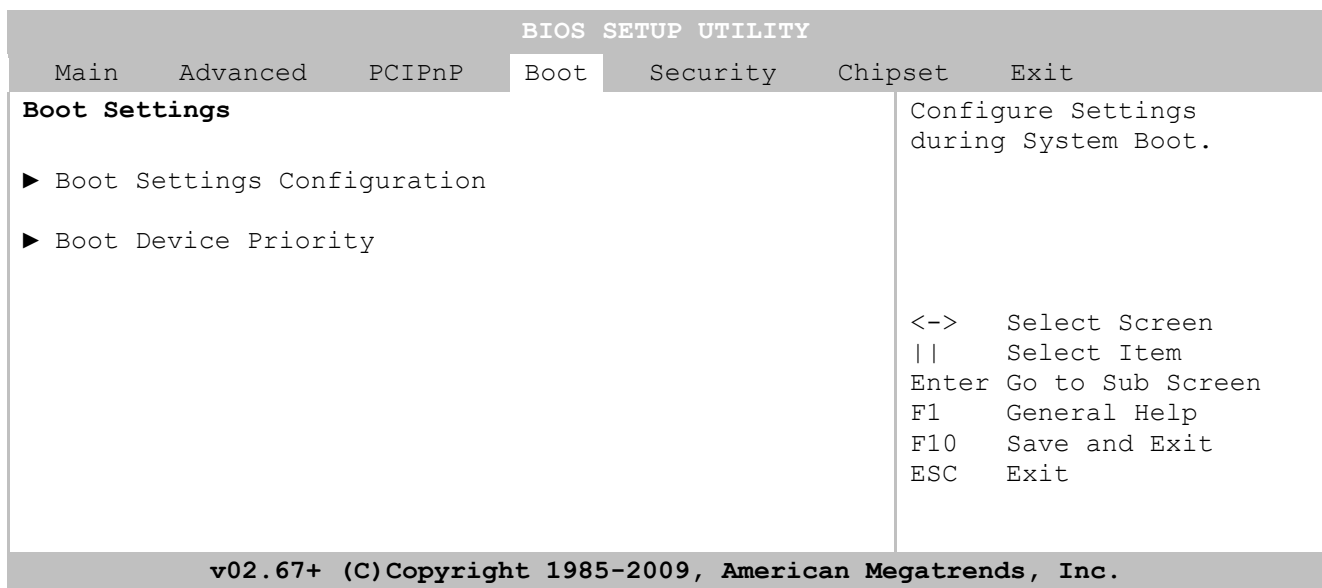 BIOS SETUP UTILITY
Main Advanced PCIPnP Boot Security Chipset Exit
Boot Settings
► Boot Settings Configuration
► Boot Device Priority
Configure Settings
during System Boot.
<-> Select Screen
|| Select Item
Enter Go to Sub Screen
F1 General Help
F10 Save and Exit
ESC Exit
v02.67+ (C)Copyright 1985-2009, American Megatrends, Inc.